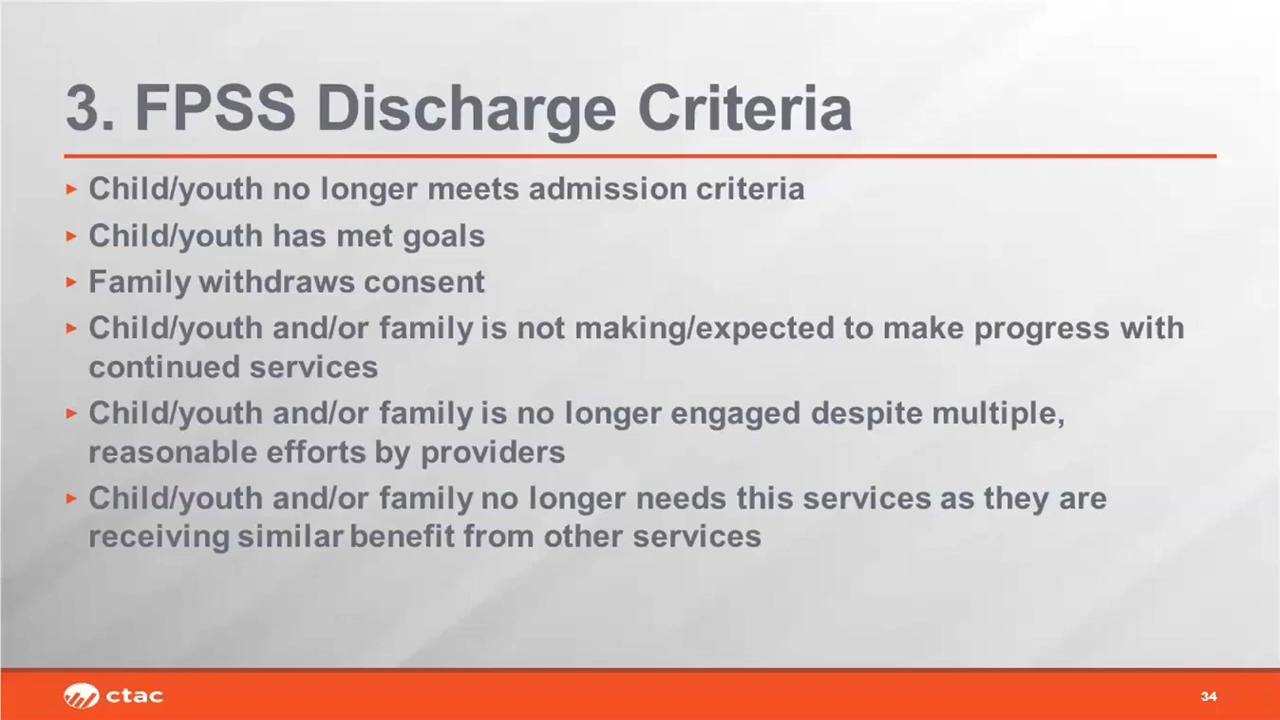 3. FPSS Discharge Criteria
▸ Child/youth no longer meets admission criteria
▸ Child/youth has met goals
▸ Family withdraws consent
▸ Child/youth and/or family is not making/expected to make progress with
continued services
▸ Child/youth and/or family is no longer engaged despite multiple,
reasonable efforts by providers
▸ Child/youth and/or family no longer needs this services as they are
receiving similar benefit from other services
ctac
34